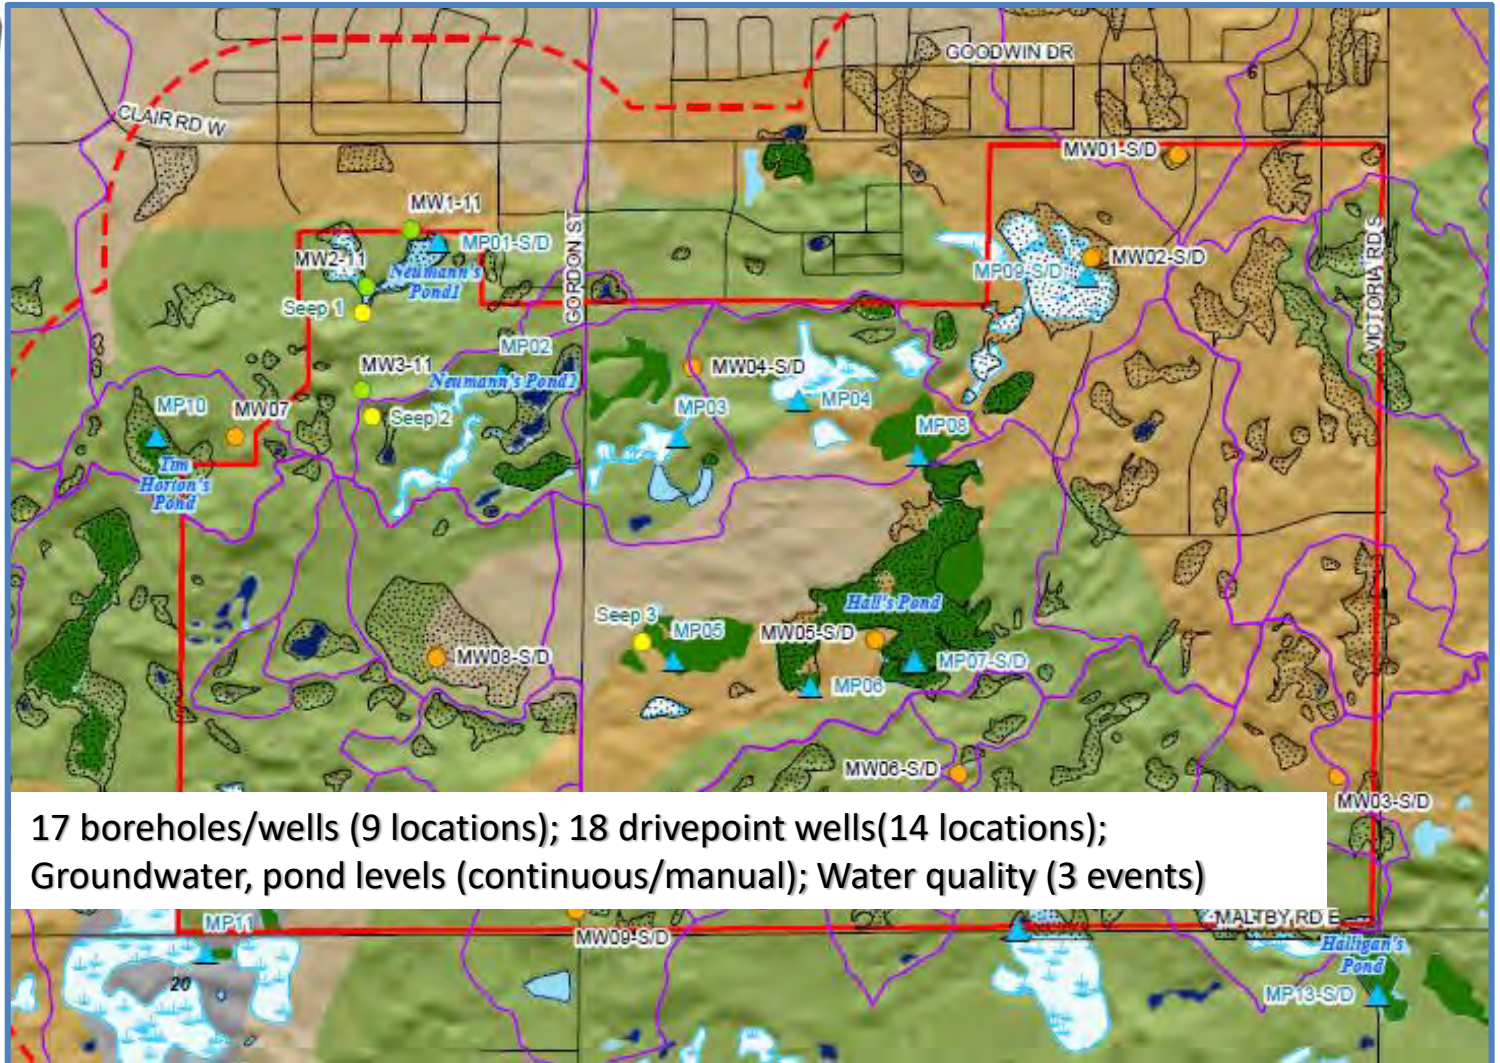 GOODWIN DR
6
CLAIR RD W
MW01-S/D
MW1-11
MP01-S/D
GORDON ST
VICTORIA RD S
MW2-11
Neumann's
Pond1
MP09-S/D
MW02-S/D
Seep 1
MP02
MW3-11
Neumann's Pond2
MW04-S/D
MP10
MW07
Seep 2
MP03
MP04
MP08
Tim
Horton's
Pond
Hall's Pond
Seep 3
MP05
MW05-S/D
MW08-S/D
MP07-S/D
MP06
MW06-S/D
MW03-S/D
17 boreholes/wells (9 locations); 18 drivepoint wells(14 locations);
Groundwater, pond levels (continuous/manual); Water quality (3 events)
MP11
MALTBY RD E
MW09-S/D
Halligan's
Pond
20
MP13-S/D